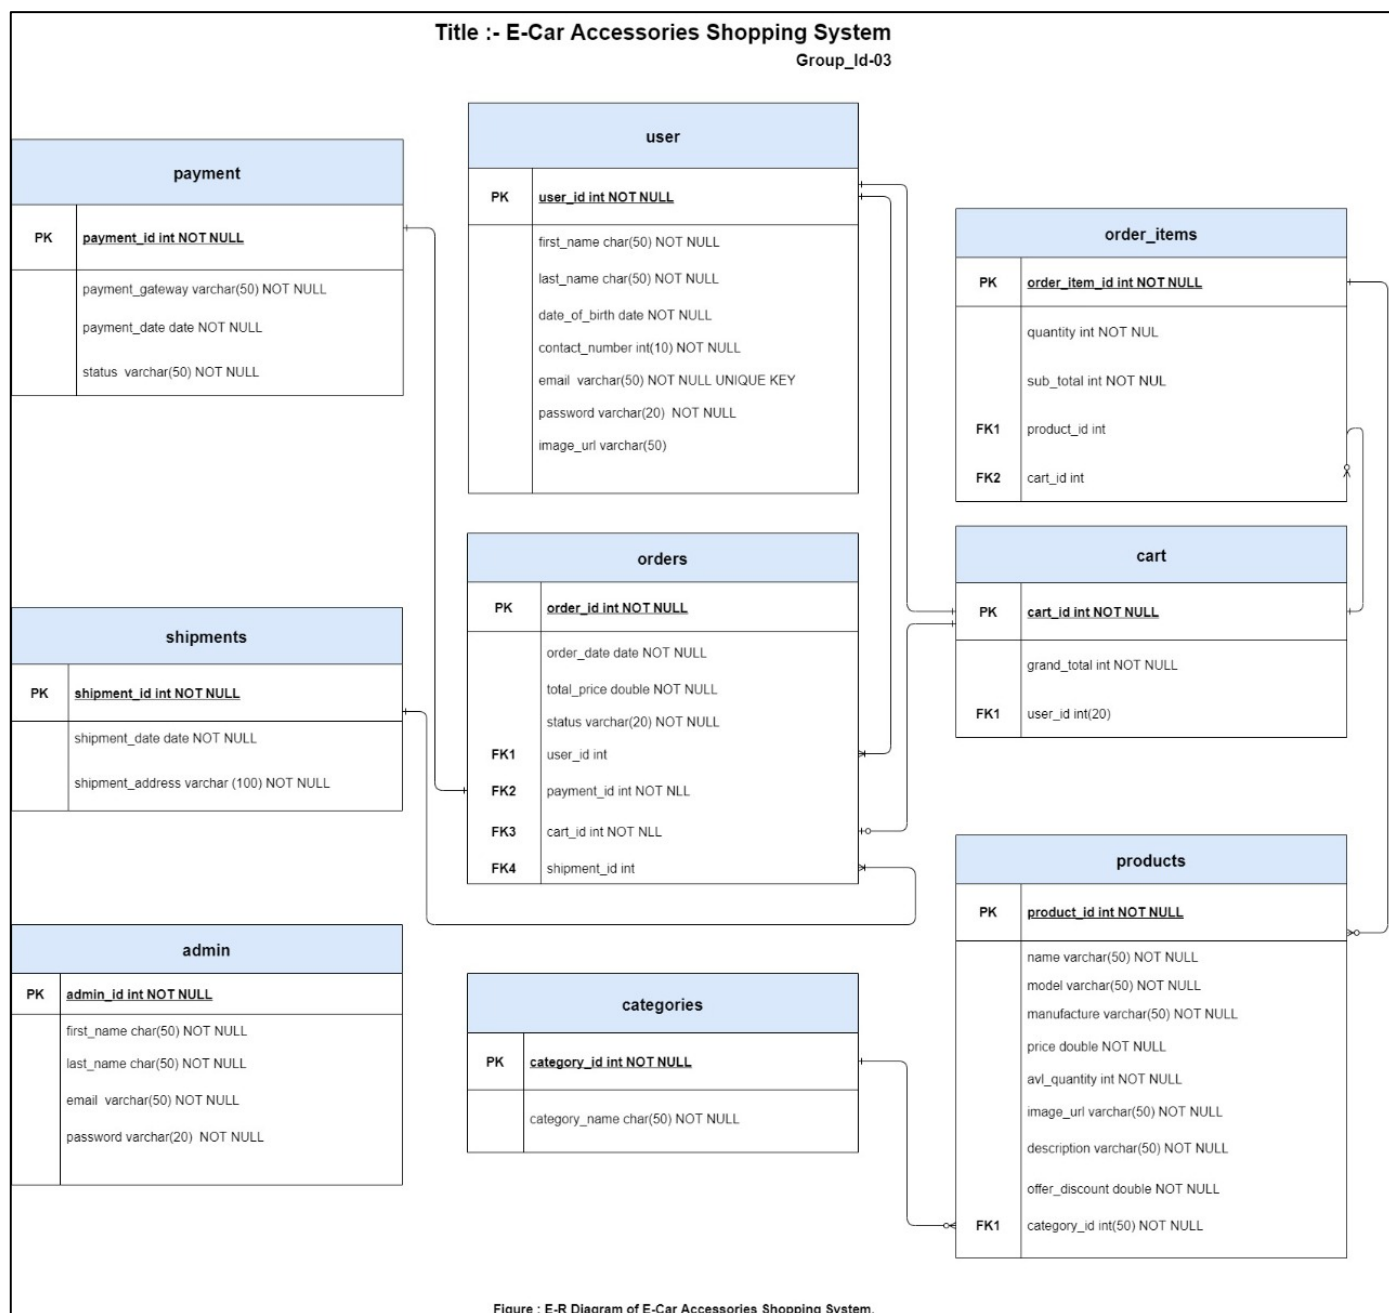 Title :- E-Car Accessories Shopping System
Group_Id-03
payment
PK payment_id int NOT NULL
payment_gateway varchar(50) NOT NULL
payment_date date NOT NULL
status varchar(50) NOT NULL
user
PK user_id int NOT NULL
first_name char(50) NOT NULL
last_name char(50) NOT NULL
date_of_birth date NOT NULL
contact_number int(10) NOT NULL
email varchar(50) NOT NULL UNIQUE KEY
password varchar(20) NOT NULL
image_url varchar(50)
order_items
PK order_item_id int NOT NULL
quantity int NOT NUL
sub_total int NOT NUL
FK1 product_id int
FK2 cart_id int
shipments
PK shipment_id int NOT NULL
shipment_date date NOT NULL
shipment_address varchar (100) NOT NULL
orders
PK order_id int NOT NULL
order_date date NOT NULL
total_price double NOT NULL
status varchar(20) NOT NULL
FK1 user_id int
FK2 payment_id int NOT NLL
FK3 cart_id int NOT NLL
FK4 shipment_id int
cart
PK cart_id int NOT NULL
grand_total int NOT NULL
FK1 user_id int(20)
admin
PK admin_id int NOT NULL
first_name char(50) NOT NULL
last_name char(50) NOT NULL
email varchar(50) NOT NULL
password varchar(20) NOT NULL
categories
PK category_id int NOT NULL
category_name char(50) NOT NULL
products
PK product_id int NOT NULL
name varchar(50) NOT NULL
model varchar(50) NOT NULL
manufacture varchar(50) NOT NULL
price double NOT NULL
avl_quantity int NOT NULL
image_url varchar(50) NOT NULL
description varchar(50) NOT NULL
offer_discount double NOT NULL
FK1 category_id int(50) NOT NULL
Figure : E-R Diagram of E-Car Accessories Shopping System.